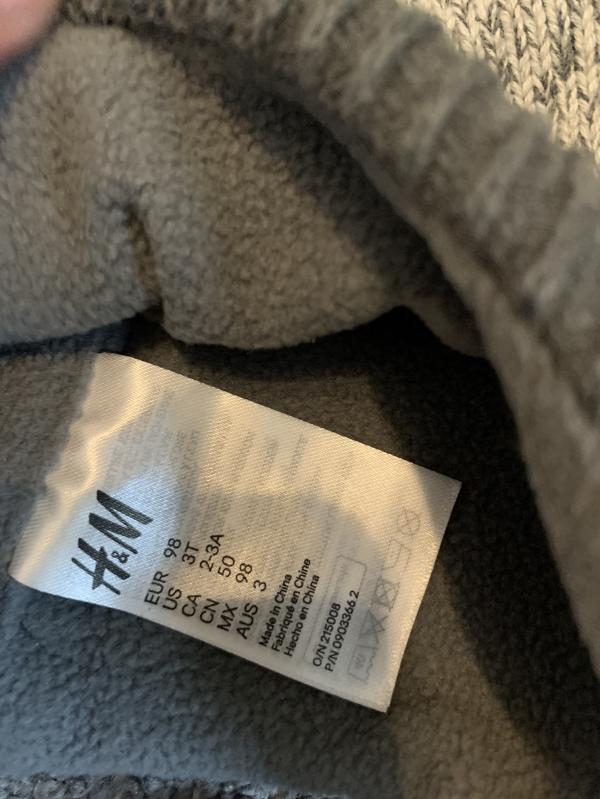 H&M
EUR 98
US 3T
CA 2-3A
CN 50
MX 98
AUS 3
Made in China
Fabriqué en Chine
Hecho en China
O/N 215008
P/N 0903366 2